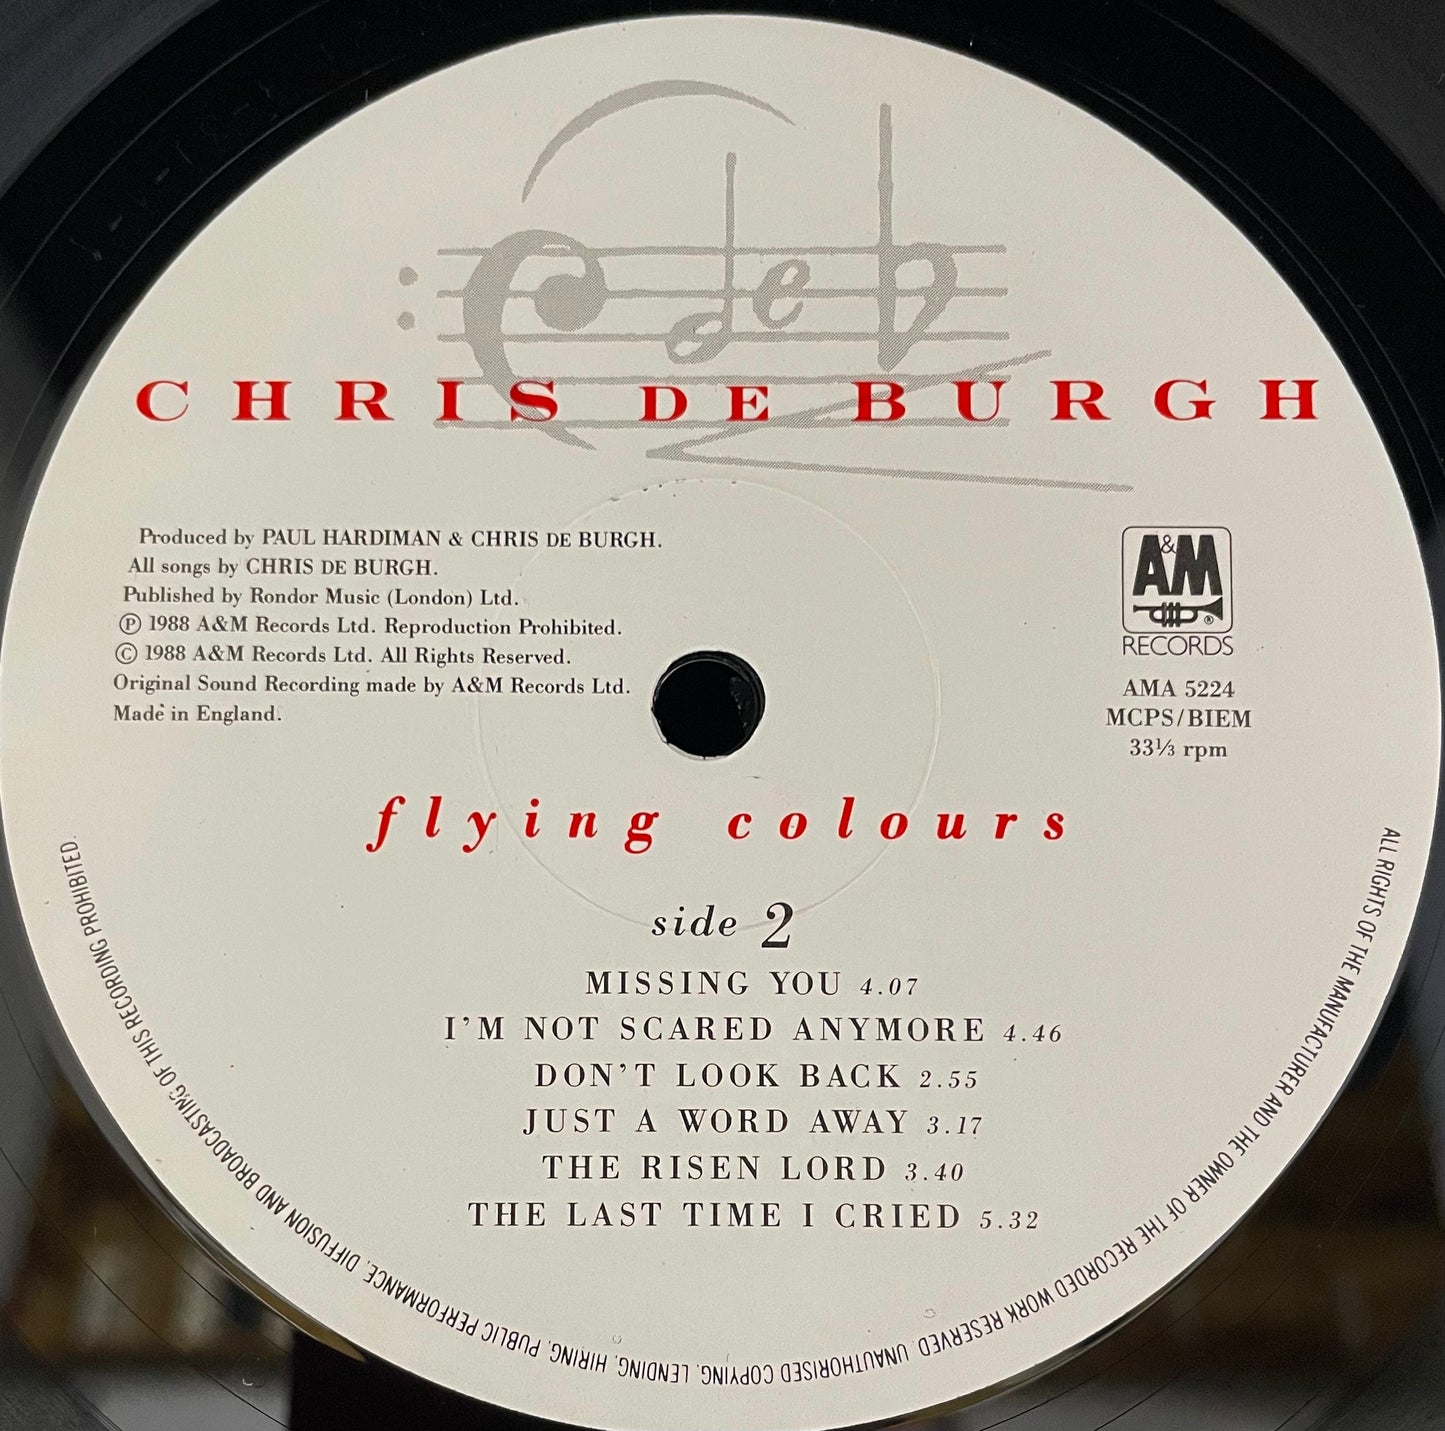 C de b
CHRIS DE BURGH
Produced by PAUL HARDIMAN & CHRIS DE BURGH.
All songs by CHRIS DE BURGH.
Published by Rondor Music (London) Ltd.
Ⓟ 1988 A&M Records Ltd. Reproduction Prohibited.
© 1988 A&M Records Ltd. All Rights Reserved.
Original Sound Recording made by A&M Records Ltd.
Made in England.
A&M
®
RECORDS
AMA 5224
MCPS/BIEM
33⅓ rpm
flying colours
side 2
MISSING YOU 4.07
I'M NOT SCARED ANYMORE 4.46
DON'T LOOK BACK 2.55
JUST A WORD AWAY 3.17
THE RISEN LORD 3.40
THE LAST TIME I CRIED 5.32
ALL RIGHTS OF THE MANUFACTURER AND THE OWNER OF THE RECORDED WORK RESERVED. UNAUTHORISED COPYING, LENDING, HIRING, PUBLIC PERFORMANCE, DIFFUSION AND BROADCASTING OF THIS RECORDING PROHIBITED.